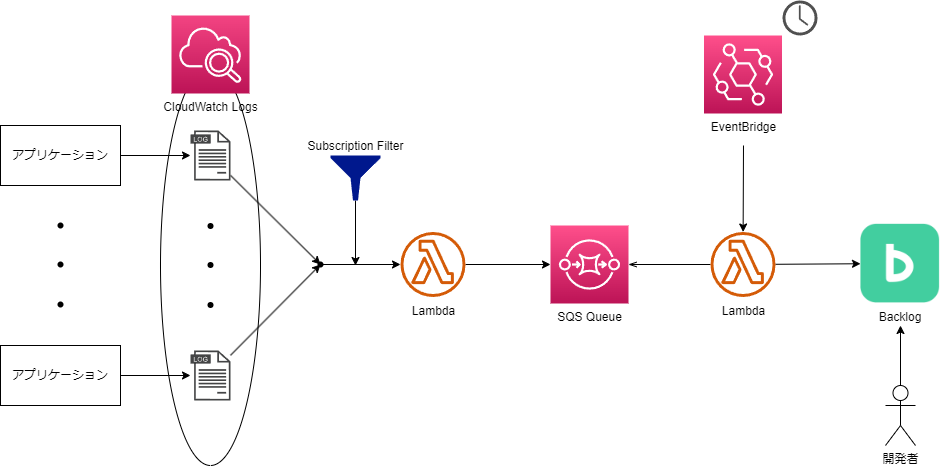 CloudWatch Logs
EventBridge
アプリケーション
LOG
Subscription Filter
Lambda
SQS Queue
Lambda
Backlog
アプリケーション
LOG
開発者